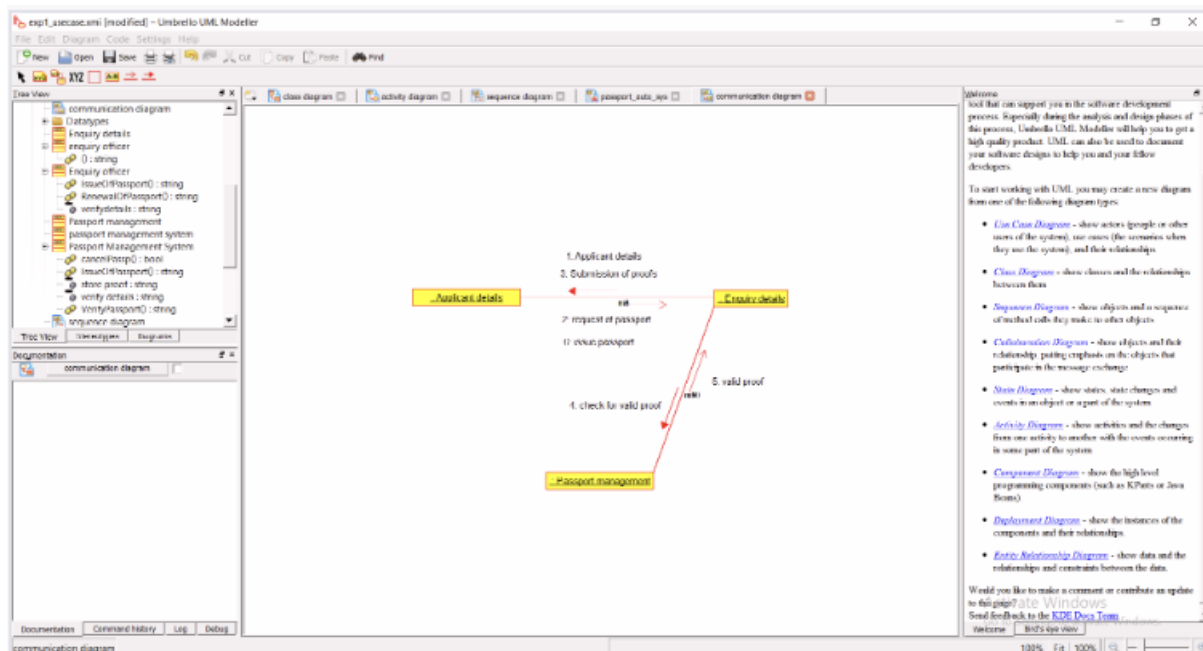 exp1_usecase.xmi [modified] – Umbrello UML Modeller
File Edit Diagram Code Settings Help
New Open Save Cut Copy Paste Find
XYZ
Tree View
communication diagram
Datatypes
Enquiry details
enquiry officer
() : string
Enquiry officer
IssueOfPassport() : string
RenewalOfPassport() : string
verifydetails : string
Passport management
passport management system
Passport Management System
cancelPassp() : bool
IssueOfPassport() : string
store proof : string
verify details : string
VerifyPassport() : string
sequence diagram
Tree View Stereotypes Diagrams
Documentation
communication diagram
Documentation Command history Log Debug
communication diagram
class diagram activity diagram sequence diagram passport_auto_sys communication diagram
1. Applicant details
3. Submission of proofs
: Applicant details
: Enquiry details
2: request of passport
issue passport
5. valid proof
4. check for valid proof
: Passport management
Welcome
tool that can support you in the software development
process. Especially during the analysis and design phases of
this process, Umbrello UML Modeller will help you to get a
high quality product. UML can also be used to document
your software designs to help you and your fellow
developers.
To start working with UML you may create a new diagram
from one of the following diagram types:
• Use Case Diagram - show actors (people or other
users of the system), use cases (the scenarios when
they use the system), and their relationships
• Class Diagram - show classes and the relationships
between them
• Sequence Diagram - show objects and a sequence
of method calls they make to other objects
• Collaboration Diagram - show objects and their
relationship, putting emphasis on the objects that
participate in the message exchange
• State Diagram - show states, state changes and
events in an object or a part of the system
• Activity Diagram - show activities and the changes
from one activity to another with the events occurring
in some part of the system
• Component Diagram - show the high level
programming components (such as KParts or Java
Beans)
• Deployment Diagram - show the instances of the
components and their relationships.
• Entity Relationship Diagram - show data and the
relationships and constraints between the data.
Would you like to make a comment or contribute an update
to this page?
Send feedback to the KDE Docs Team
Activate Windows
Welcome Bird's eye view
100% Fit 100%